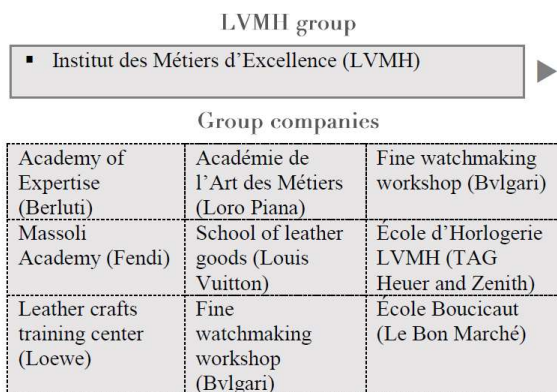 LVMH group
▪ Institut des Métiers d'Excellence (LVMH)
Group companies
Academy of
Expertise
(Berluti)
Académie de
l'Art des Métiers
(Loro Piana)
Fine watchmaking
workshop (Bvlgari)
Massoli
Academy (Fendi)
School of leather
goods (Louis
Vuitton)
École d'Horlogerie
LVMH (TAG
Heuer and Zenith)
Leather crafts
training center
(Loewe)
Fine
watchmaking
workshop
(Bvlgari)
École Boucicaut
(Le Bon Marché)